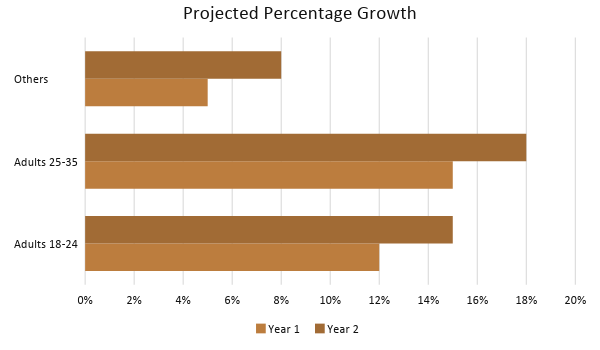 Projected Percentage Growth
Others
Adults 25-35
Adults 18-24
0% 2% 4% 6% 8% 10% 12% 14% 16% 18% 20%
Year 1 Year 2